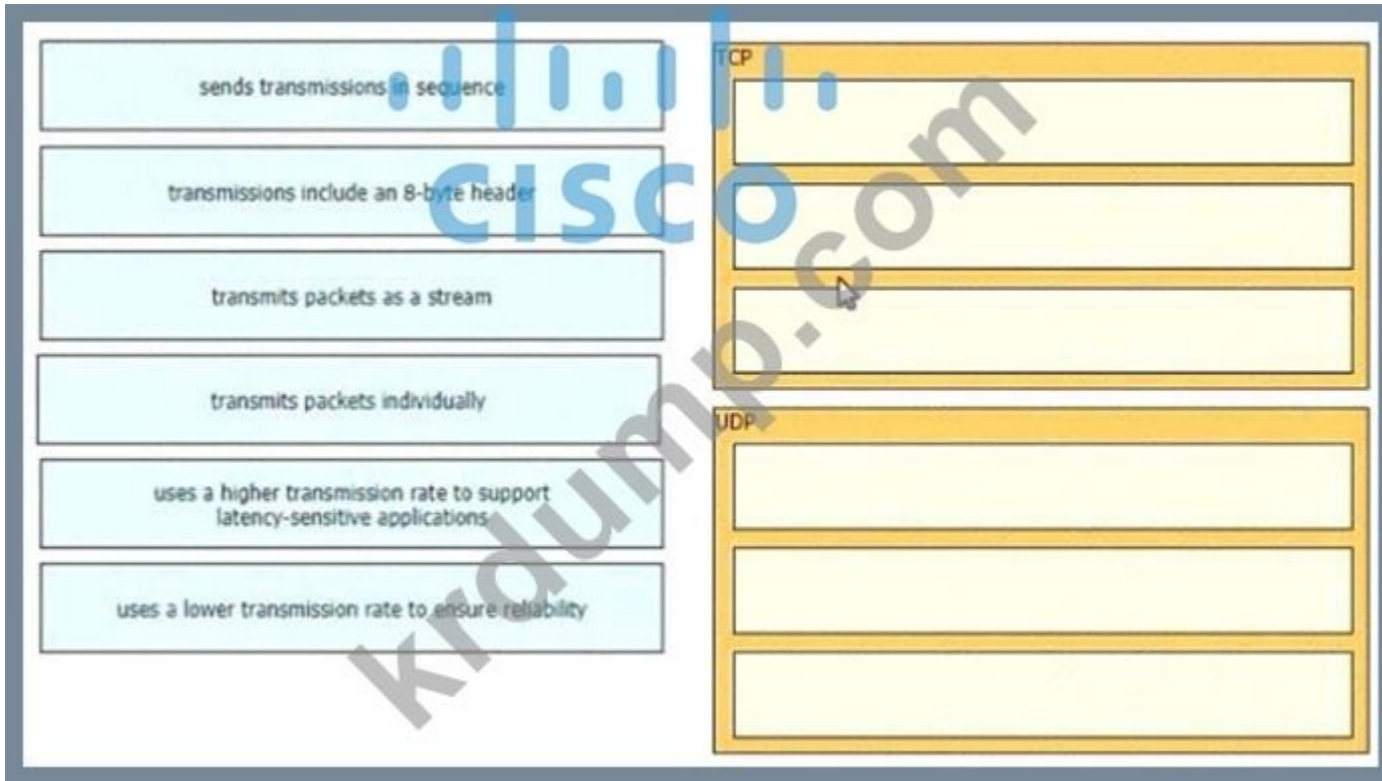 sends transmissions in sequence
transmissions include an 8-byte header
transmits packets as a stream
transmits packets individually
uses a higher transmission rate to support
latency-sensitive applications
uses a lower transmission rate to ensure reliability
TCP
UDP
CISCO
krdump.com